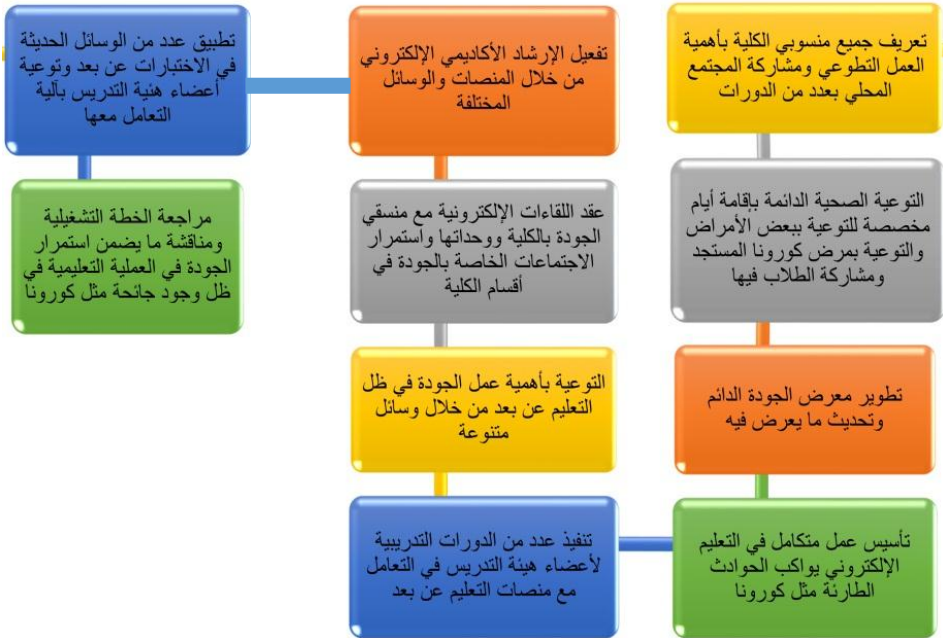 تعريف جميع منسوبي الكلية بأهمية
العمل التطوعي ومشاركة المجتمع
المحلي بعدد من الدورات
التوعية الصحية الدائمة بإقامة أيام
مخصصة للتوعية ببعض الأمراض
والتوعية بمرض كورونا المستجد
ومشاركة الطلاب فيها
تطوير معرض الجودة الدائم
وتحديث ما يعرض فيه
تأسيس عمل متكامل في التعليم
الإلكتروني يواكب الحوادث
الطارئة مثل كورونا
تنفيذ عدد من الدورات التدريبية
لأعضاء هيئة التدريس في التعامل
مع منصات التعليم عن بعد
التوعية بأهمية عمل الجودة في ظل
التعليم عن بعد من خلال وسائل
متنوعة
عقد اللقاءات الإلكترونية مع منسقي
الجودة بالكلية ووحداتها واستمرار
الاجتماعات الخاصة بالجودة في
أقسام الكلية
تفعيل الإرشاد الأكاديمي الإلكتروني
من خلال المنصات والوسائل
المختلفة
تطبيق عدد من الوسائل الحديثة
في الاختبارات عن بعد وتوعية
أعضاء هنية التدريس بآلية
التعامل معها
مراجعة الخطة التشغيلية
ومناقشة ما يضمن استمرار
الجودة في العملية التعليمية في
ظل وجود جائحة مثل كورونا